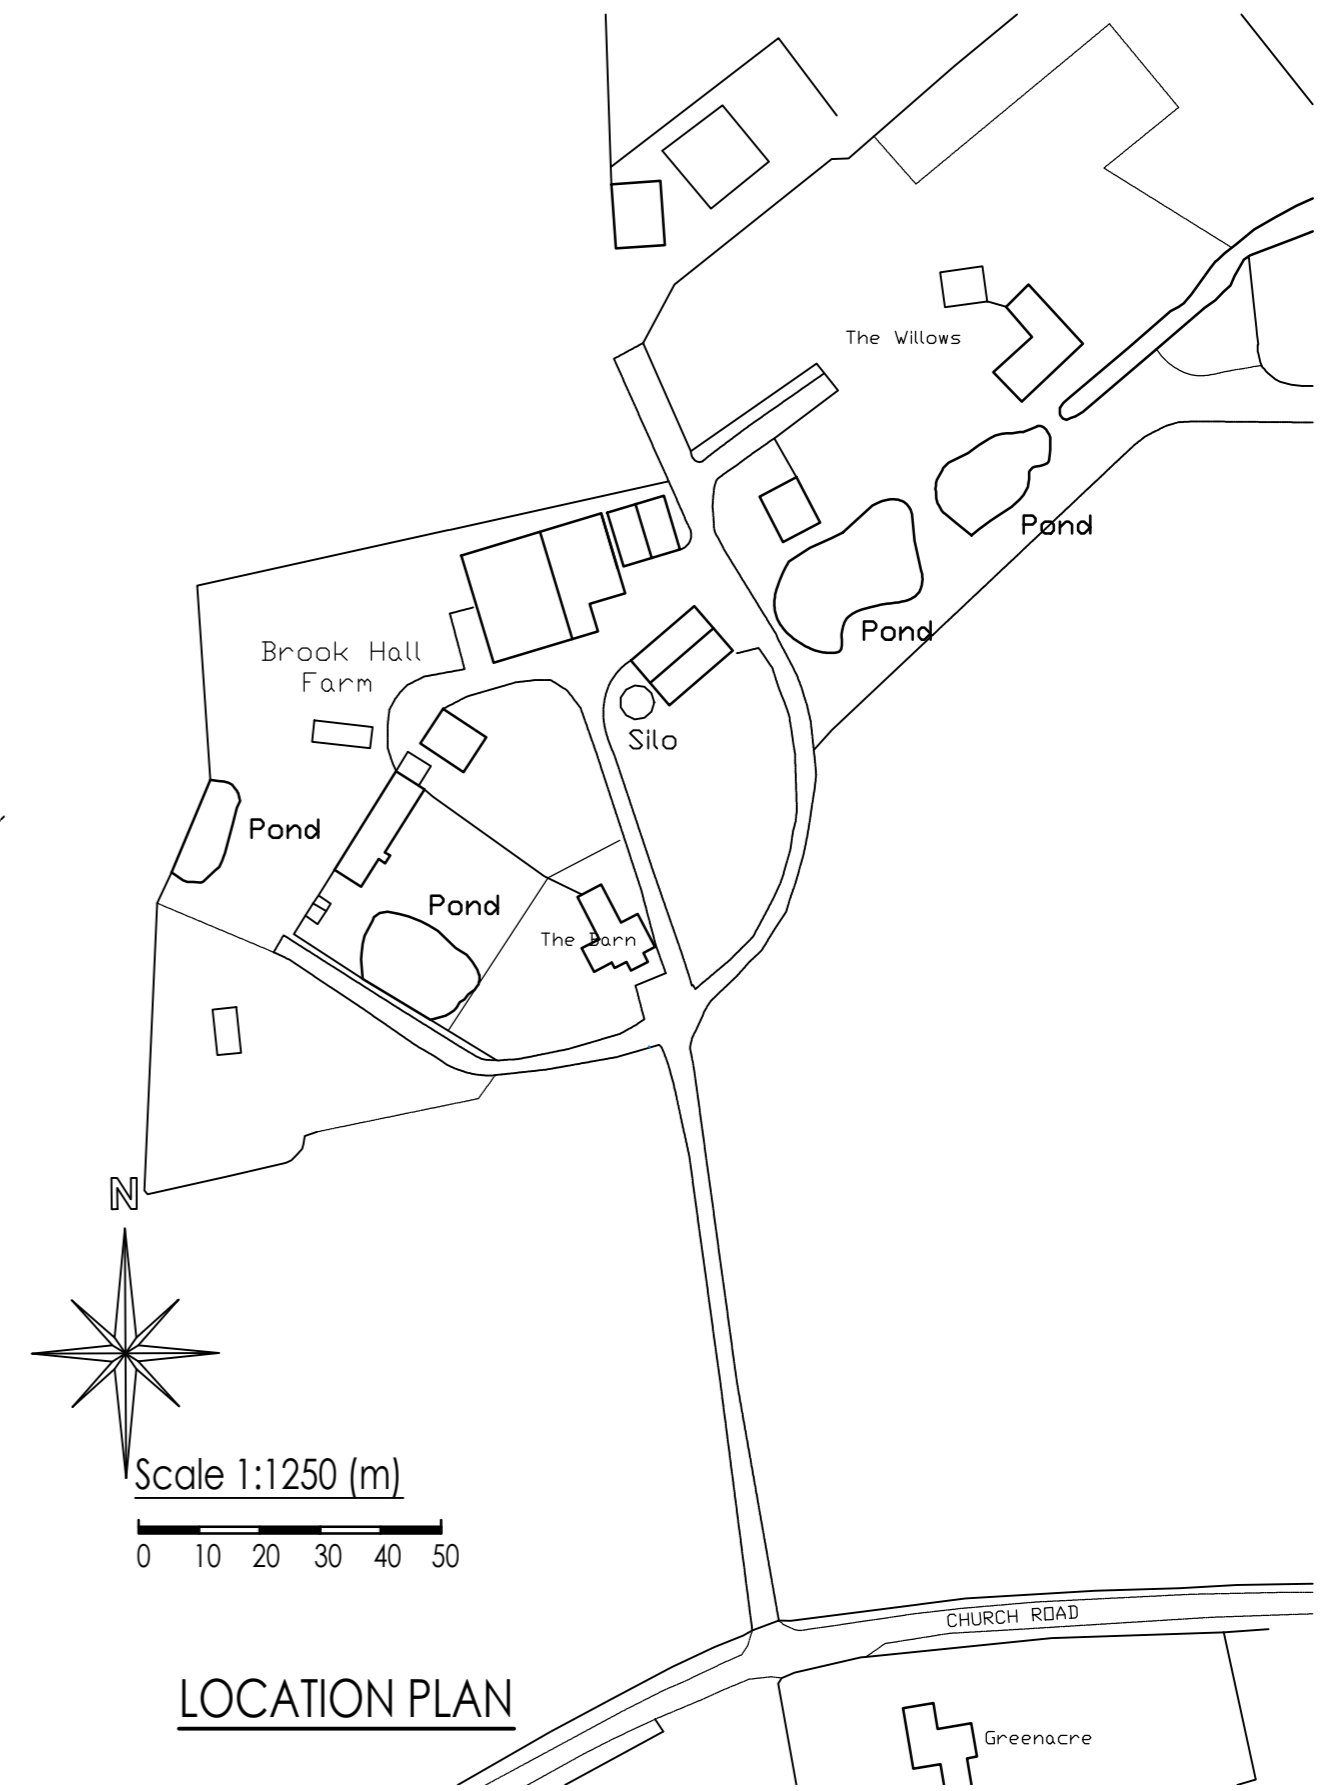 The Willows
Pond
Pond
Brook Hall
Farm
Silo
Pond
Pond
The Barn
N
Scale 1:1250 (m)
0 10 20 30 40 50
CHURCH ROAD
LOCATION PLAN
Greenacre